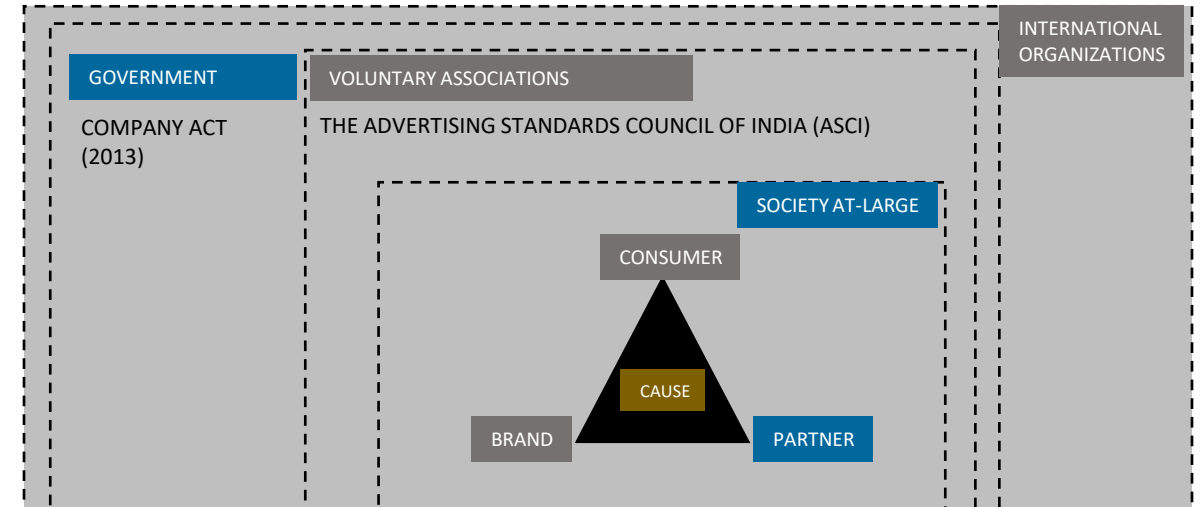 INTERNATIONAL
ORGANIZATIONS
GOVERNMENT
VOLUNTARY ASSOCIATIONS
COMPANY ACT
(2013)
THE ADVERTISING STANDARDS COUNCIL OF INDIA (ASCI)
SOCIETY AT-LARGE
CONSUMER
CAUSE
BRAND
PARTNER